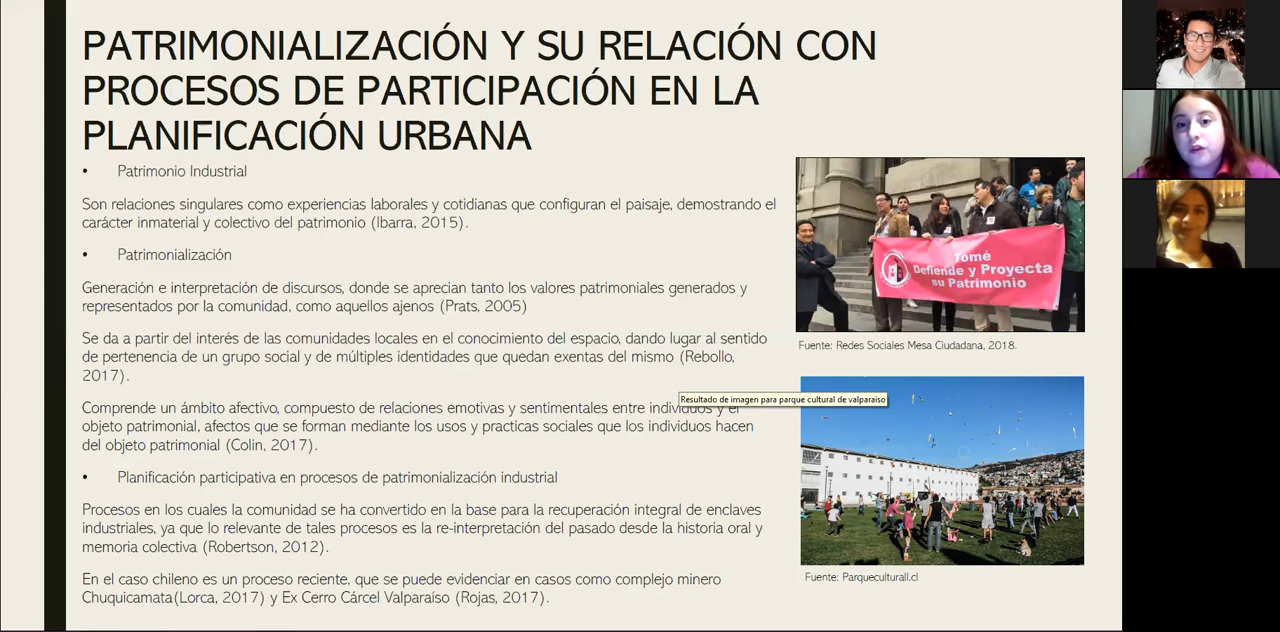 PATRIMONIALIZACIÓN Y SU RELACIÓN CON
PROCESOS DE PARTICIPACIÓN EN LA
PLANIFICACIÓN URBANA
• Patrimonio Industrial
Son relaciones singulares como experiencias laborales y cotidianas que configuran el paisaje, demostrando el
carácter inmaterial y colectivo del patrimonio (Ibarra, 2015).
• Patrimonialización
Generación e interpretación de discursos, donde se aprecian tanto los valores patrimoniales generados y
representados por la comunidad, como aquellos ajenos (Prats, 2005)
Se da a partir del interés de las comunidades locales en el conocimiento del espacio, dando lugar al sentido
de pertenencia de un grupo social y de múltiples identidades que quedan exentas del mismo (Rebollo,
2017).
Comprende un ámbito afectivo, compuesto de relaciones emotivas y sentimentales entre individuos y el
objeto patrimonial, afectos que se forman mediante los usos y practicas sociales que los individuos hacen
del objeto patrimonial (Colin, 2017).
• Planificación participativa en procesos de patrimonialización industrial
Procesos en los cuales la comunidad se ha convertido en la base para la recuperación integral de enclaves
industriales, ya que lo relevante de tales procesos es la re-interpretación del pasado desde la historia oral y
memoria colectiva (Robertson, 2012).
En el caso chileno es un proceso reciente, que se puede evidenciar en casos como complejo minero
Chuquicamata(Lorca, 2017) y Ex Cerro Cárcel Valparaíso (Rojas, 2017).
Tomé
Defiende y Proyecta
su Patrimonio
Fuente: Redes Sociales Mesa Ciudadana, 2018.
Resultado de imagen para parque cultural de valparaiso
Fuente: Parqueculturall.cl